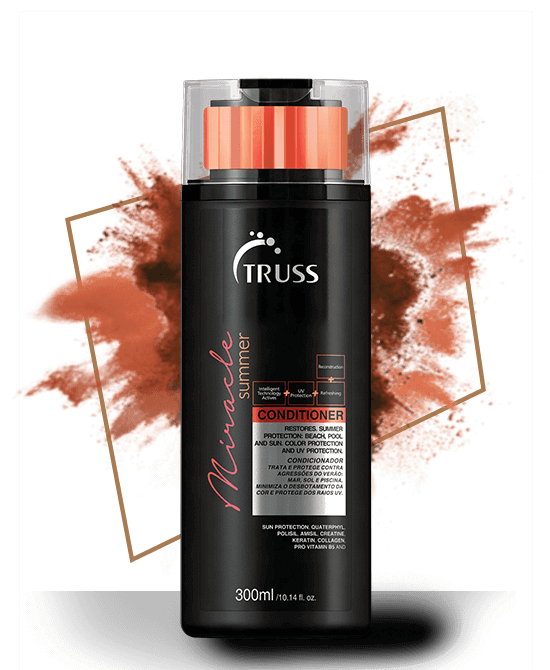 TRUSS
Miracle
summer
Reconstruction
Intelligent
Technology
Actives
+
UV
Protection
+
Refreshing
+
CONDITIONER
RESTORES. SUMMER
PROTECTION: BEACH, POOL
AND SUN. COLOR PROTECTION
AND UV PROTECTION.
CONDICIONADOR
TRATA E PROTEGE CONTRA
AGRESSÕES DO VERÃO:
MAR, SOL E PISCINA.
MINIMIZA O DESBOTAMENTO DA
COR E PROTEGE DOS RAIOS UV.
SUN PROTECTION, QUATERPHYL,
POLISIL, AMISIL, CREATINE,
KERATIN, COLLAGEN,
PRO VITAMIN B5 AND
300ml /10.14 fl. oz.